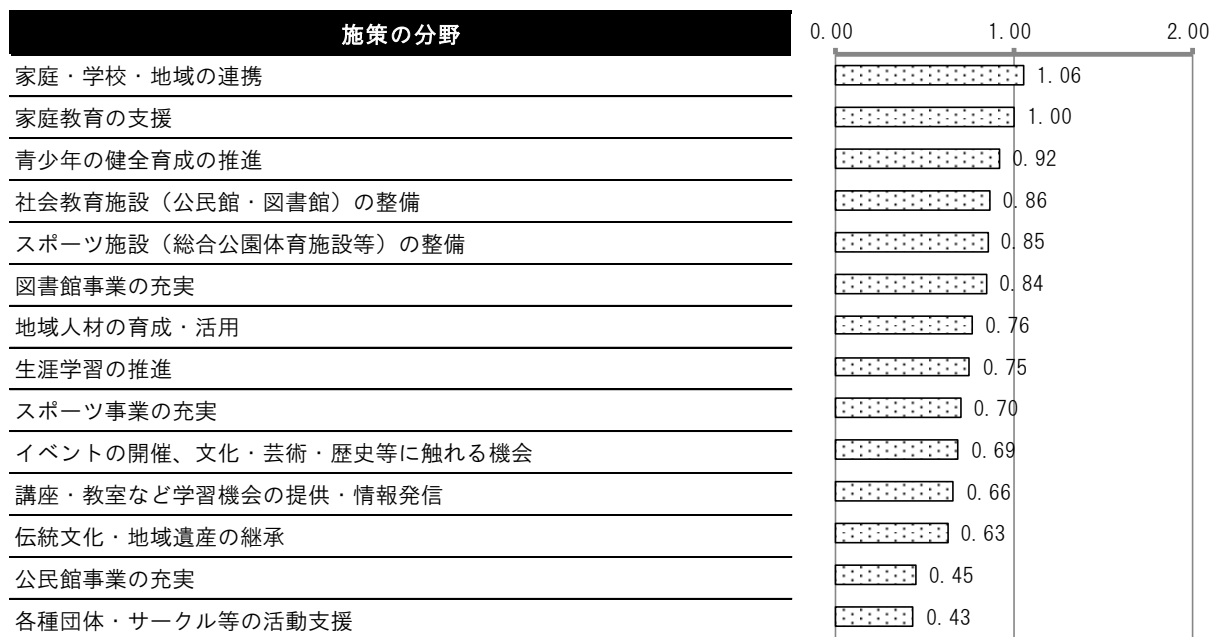 施策の分野
0.00 1.00 2.00
家庭・学校・地域の連携 1.06
家庭教育の支援 1.00
青少年の健全育成の推進 0.92
社会教育施設（公民館・図書館）の整備 0.86
スポーツ施設（総合公園体育施設等）の整備 0.85
図書館事業の充実 0.84
地域人材の育成・活用 0.76
生涯学習の推進 0.75
スポーツ事業の充実 0.70
イベントの開催、文化・芸術・歴史等に触れる機会 0.69
講座・教室など学習機会の提供・情報発信 0.66
伝統文化・地域遺産の継承 0.63
公民館事業の充実 0.45
各種団体・サークル等の活動支援 0.43